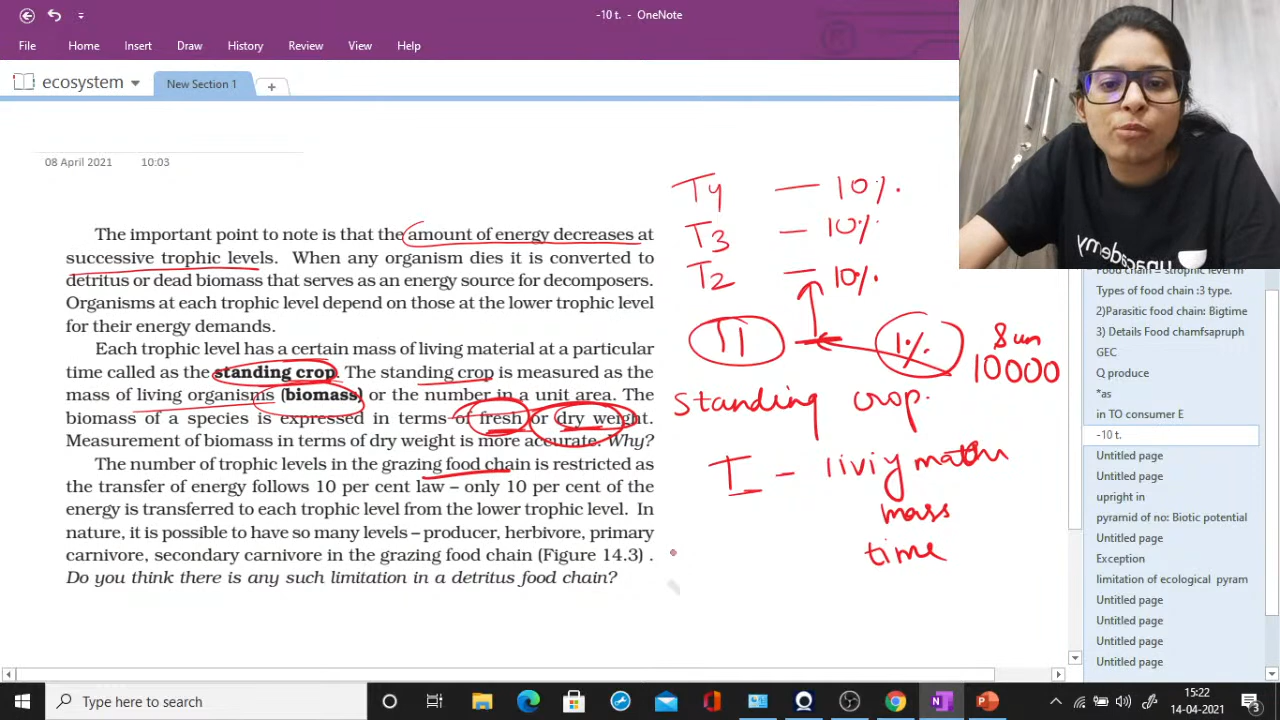 -10 t. - OneNote
File Home Insert Draw History Review View Help
ecosystem New Section 1 +
08 April 2021 10:03
The important point to note is that the amount of energy decreases at
successive trophic levels. When any organism dies it is converted to
detritus or dead biomass that serves as an energy source for decomposers.
Organisms at each trophic level depend on those at the lower trophic level
for their energy demands.
Each trophic level has a certain mass of living material at a particular
time called as the standing crop. The standing crop is measured as the
mass of living organisms (biomass) or the number in a unit area. The
biomass of a species is expressed in terms of fresh or dry weight.
Measurement of biomass in terms of dry weight is more accurate. Why?
The number of trophic levels in the grazing food chain is restricted as
the transfer of energy follows 10 per cent law – only 10 per cent of the
energy is transferred to each trophic level from the lower trophic level. In
nature, it is possible to have so many levels – producer, herbivore, primary
carnivore, secondary carnivore in the grazing food chain (Figure 14.3) .
Do you think there is any such limitation in a detritus food chain?
T4 — 10%.
T3 — 10%
T2 — 10%.
T1 1% Sun
10000
standing crop.
T —
mass
time
unacademy
Food chain = strophic level m
Types of food chain :3 type.
2)Parasitic food chain: Bigtime
3) Details Food chamfsapruph
GEC
Q produce
*as
in TO consumer E
-10 t.
Untitled page
Untitled page
upright in
pyramid of no: Biotic potential
Untitled page
Exception
limitation of ecological pyram
Untitled page
Untitled page
Untitled page
Untitled page
Type here to search
15:22
14-04-2021
3